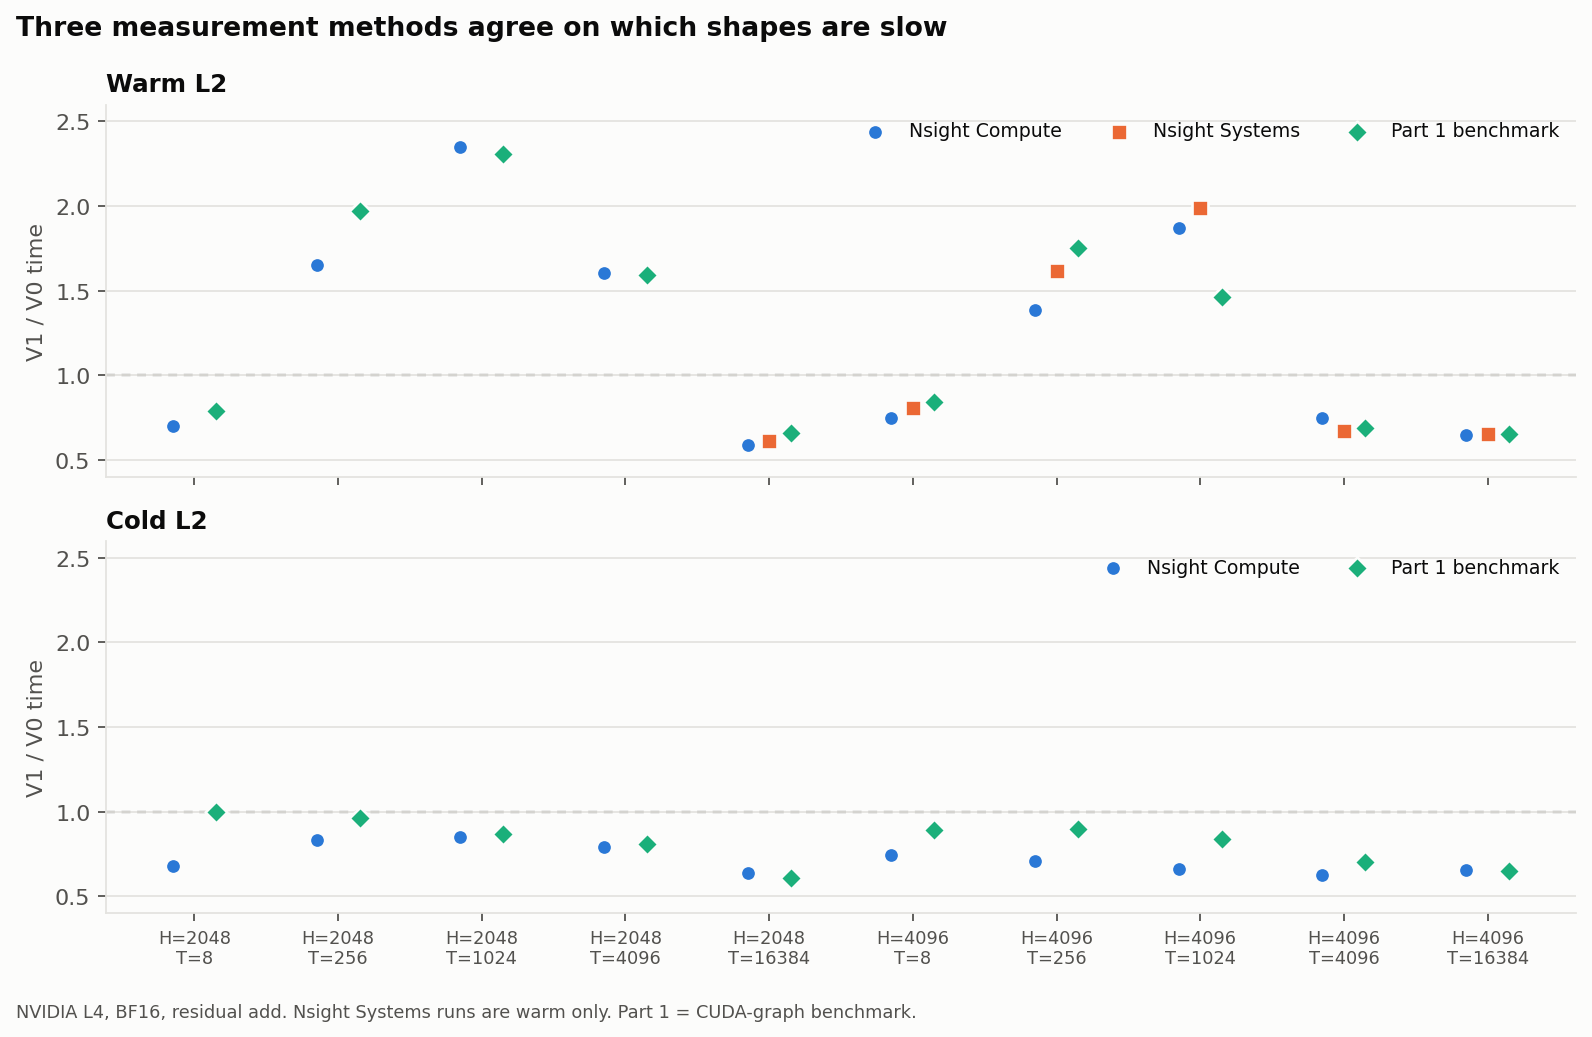 Three measurement methods agree on which shapes are slow
Warm L2
Nsight Compute
Nsight Systems
Part 1 benchmark
V1 / V0 time
2.5
2.0
1.5
1.0
0.5
Cold L2
Nsight Compute
Part 1 benchmark
V1 / V0 time
2.5
2.0
1.5
1.0
0.5
H=2048
T=8
H=2048
T=256
H=2048
T=1024
H=2048
T=4096
H=2048
T=16384
H=4096
T=8
H=4096
T=256
H=4096
T=1024
H=4096
T=4096
H=4096
T=16384
NVIDIA L4, BF16, residual add. Nsight Systems runs are warm only. Part 1 = CUDA-graph benchmark.